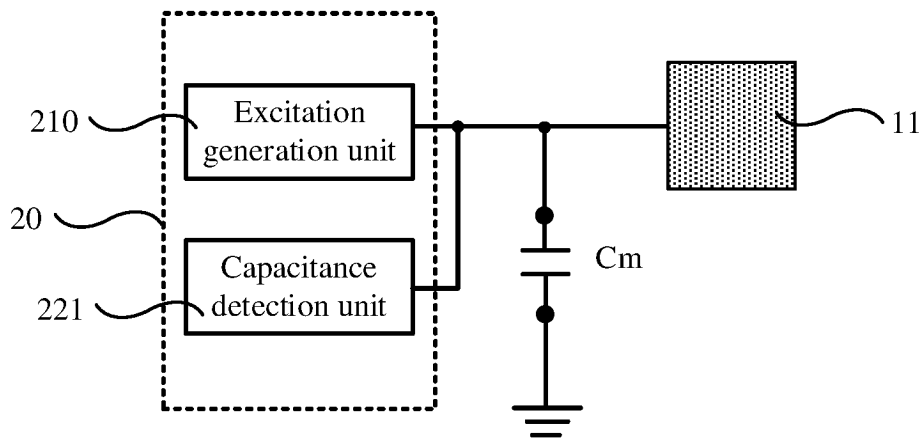 210
Excitation
generation unit
11
20
Capacitance
detection unit
Cm
221